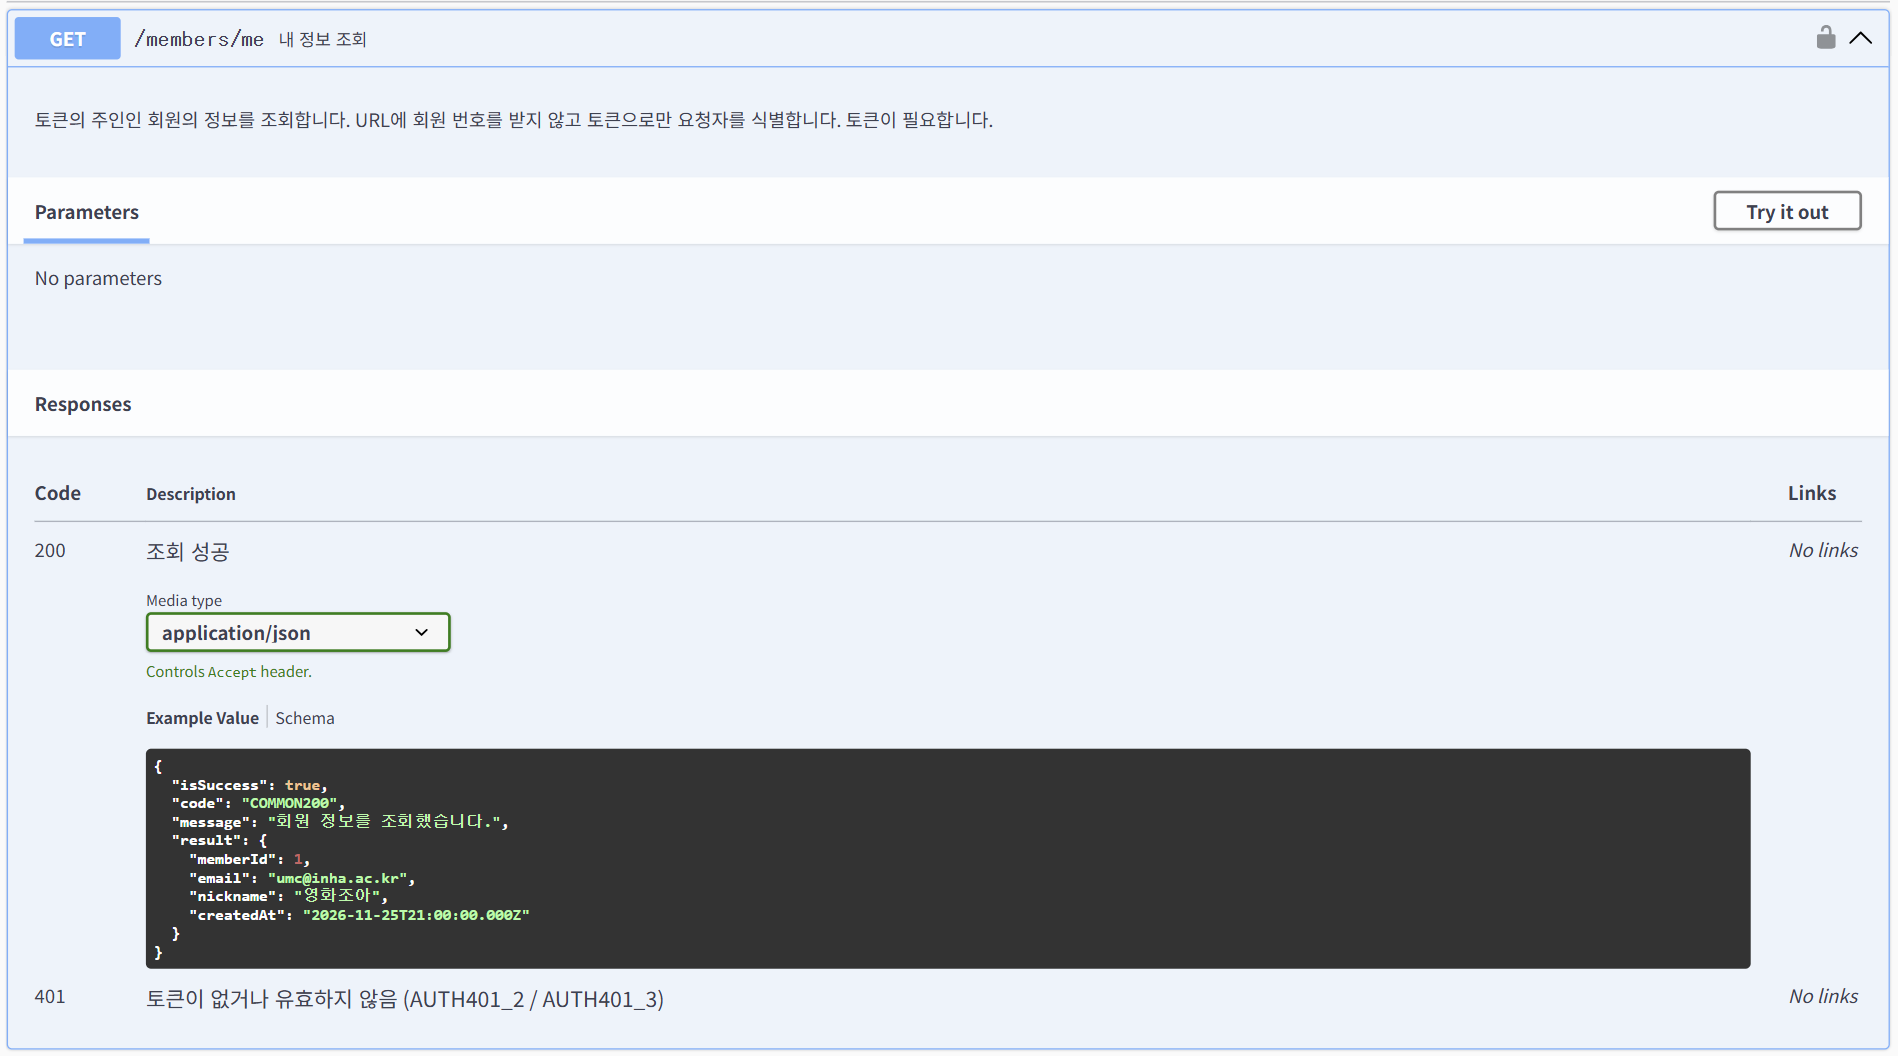 GET /members/me 내 정보 조회
토큰의 주인인 회원의 정보를 조회합니다. URL에 회원 번호를 받지 않고 토큰으로만 요청자를 식별합니다. 토큰이 필요합니다.
Parameters Try it out
No parameters
Responses
Code Description Links
200 조회 성공 No links
Media type
application/json
Controls Accept header.
Example Value Schema
{
  "isSuccess": true,
  "code": "COMMON200",
  "message": "회원 정보를 조회했습니다.",
  "result": {
    "memberId": 1,
    "email": "umc@inha.ac.kr",
    "nickname": "영화조아",
    "createdAt": "2026-11-25T21:00:00.000Z"
  }
}
401 토큰이 없거나 유효하지 않음 (AUTH401_2 / AUTH401_3) No links